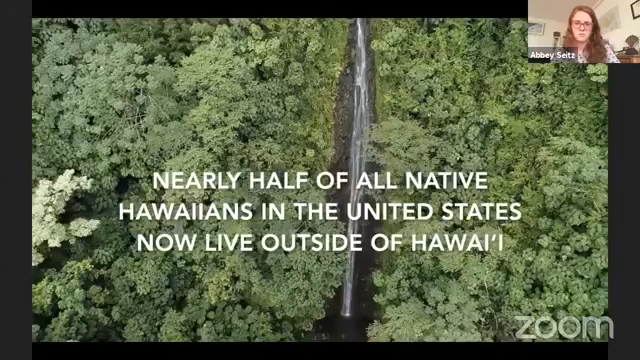 Abbey Seitz
NEARLY HALF OF ALL NATIVE
HAWAIIANS IN THE UNITED STATES
NOW LIVE OUTSIDE OF HAWAI‘I
zoom